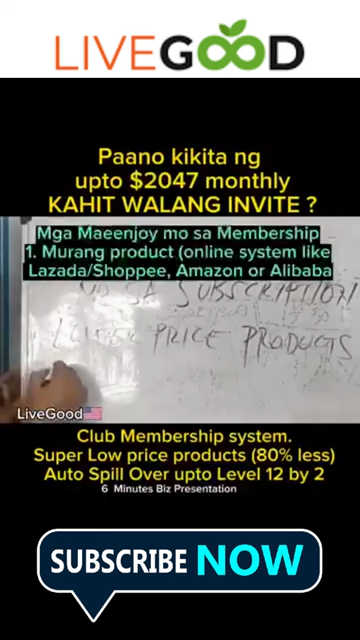 LIVEGOOD
Paano kikita ng
upto $2047 monthly
KAHIT WALANG INVITE ?
Mga Maeenjoy mo sa Membership
1. Murang product (online system like
Lazada/Shoppee, Amazon or Alibaba
SA SUBSCRIPTION
LOWER PRICE PRODUCTS
LiveGood
Club Membership system.
Super Low price products (80% less)
Auto Spill Over upto Level 12 by 2
6 Minutes Biz Presentation
SUBSCRIBE NOW